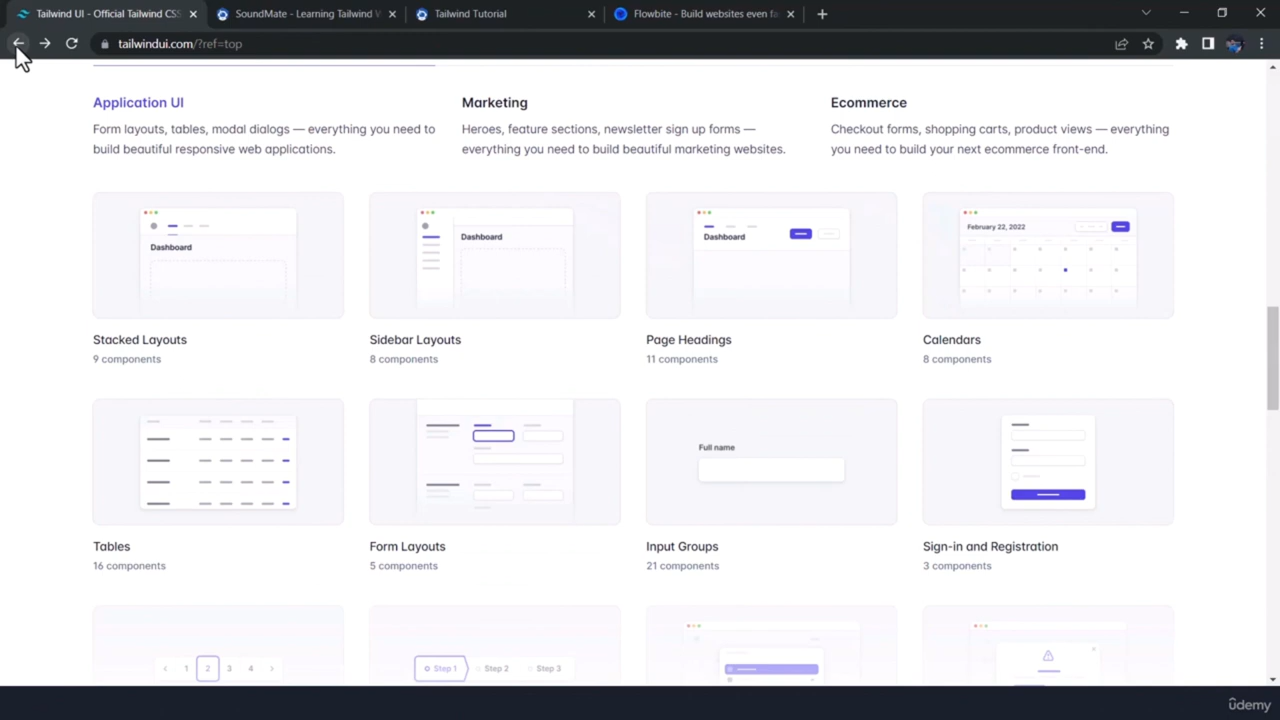 Tailwind UI - Official Tailwind CSS
SoundMate - Learning Tailwind
Tailwind Tutorial
Flowbite - Build websites even fa
tailwindui.com/?ref=top
Application UI
Form layouts, tables, modal dialogs — everything you need to
build beautiful responsive web applications.
Marketing
Heroes, feature sections, newsletter sign up forms —
everything you need to build beautiful marketing websites.
Ecommerce
Checkout forms, shopping carts, product views — everything
you need to build your next ecommerce front-end.
Dashboard
Dashboard
Dashboard
February 22, 2022
Stacked Layouts
9 components
Sidebar Layouts
8 components
Page Headings
11 components
Calendars
8 components
Full name
Tables
16 components
Form Layouts
5 components
Input Groups
21 components
Sign-in and Registration
3 components
1 2 3 4
Step 1 Step 2 Step 3
ûdemy